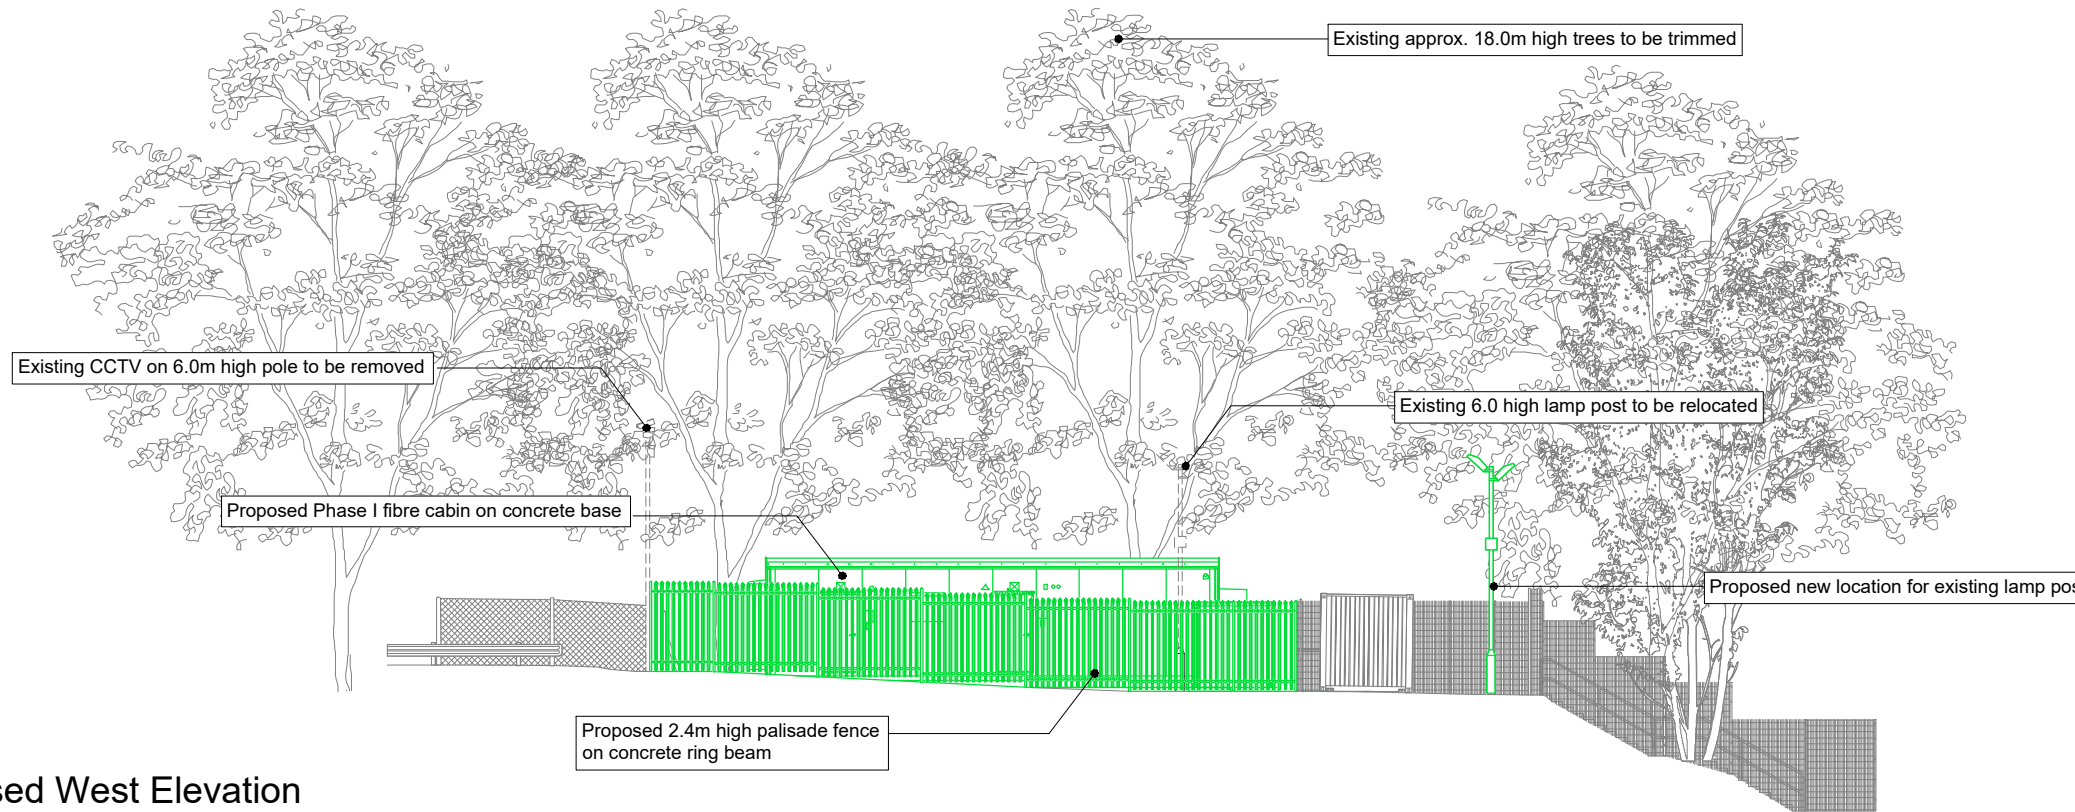 Existing approx. 18.0m high trees to be trimmed
Existing CCTV on 6.0m high pole to be removed
Existing 6.0 high lamp post to be relocated
Proposed Phase I fibre cabin on concrete base
Proposed new location for existing lamp
Proposed 2.4m high palisade fence
on concrete ring beam
West Elevation